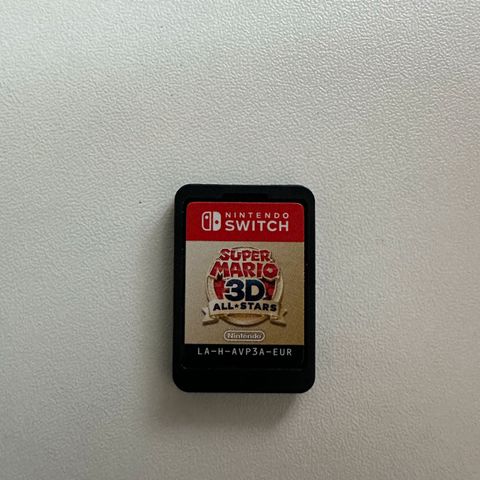 NINTENDO
SWITCH
SUPER
MARIO
3D
ALL★STARS
Nintendo
LA-H-AVP3A-EUR